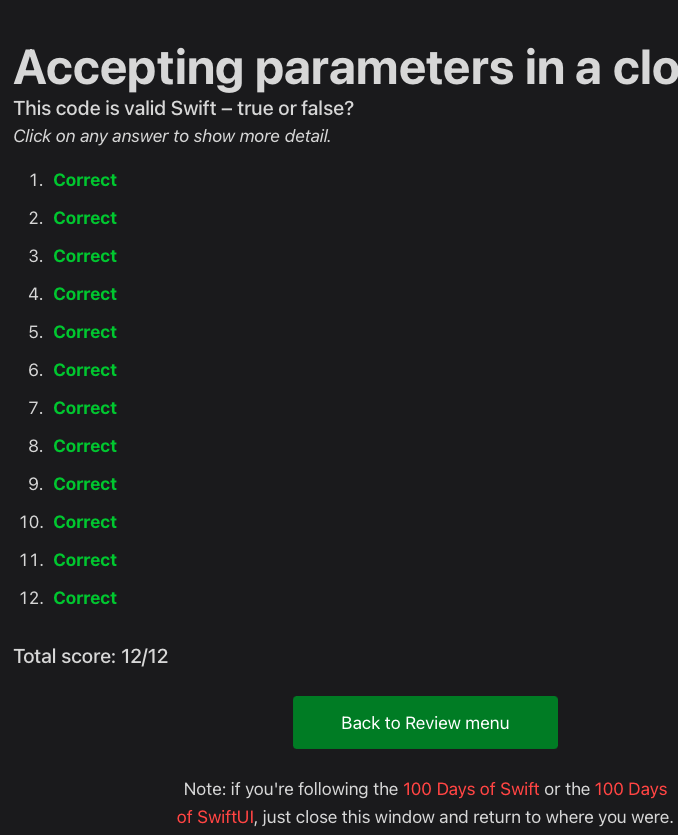 Accepting parameters in a clo
This code is valid Swift – true or false?
Click on any answer to show more detail.
1. Correct
2. Correct
3. Correct
4. Correct
5. Correct
6. Correct
7. Correct
8. Correct
9. Correct
10. Correct
11. Correct
12. Correct
Total score: 12/12
Back to Review menu
Note: if you're following the 100 Days of Swift or the 100 Days
of SwiftUI, just close this window and return to where you were.